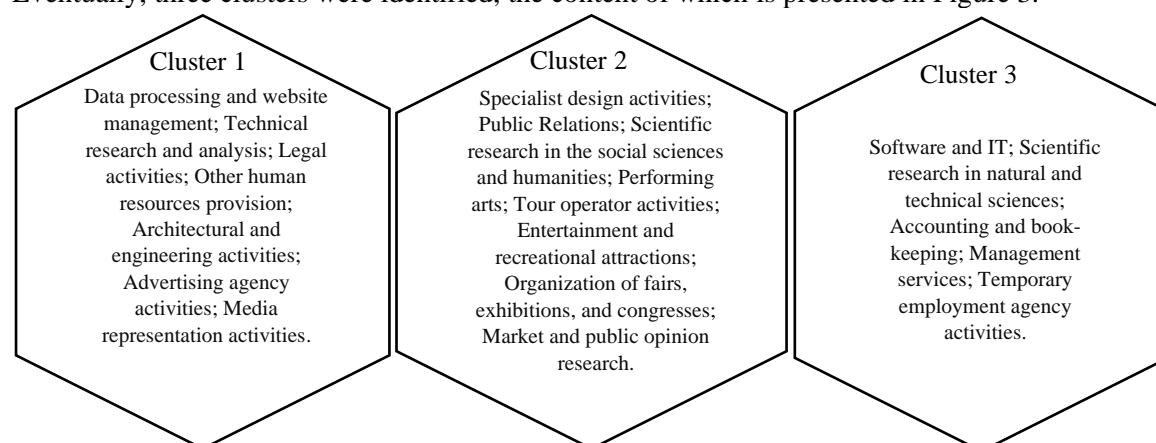 Eventually, three clusters were identified, the content of which is presented in Figure 3.
Cluster 1
Data processing and website
management; Technical
research and analysis; Legal
activities; Other human
resources provision;
Architectural and
engineering activities;
Advertising agency
activities; Media
representation activities.
Cluster 2
Specialist design activities;
Public Relations; Scientific
research in the social sciences
and humanities; Performing
arts; Tour operator activities;
Entertainment and
recreational attractions;
Organization of fairs,
exhibitions, and congresses;
Market and public opinion
research.
Cluster 3
Software and IT; Scientific
research in natural and
technical sciences;
Accounting and book-
keeping; Management
services; Temporary
employment agency
activities.